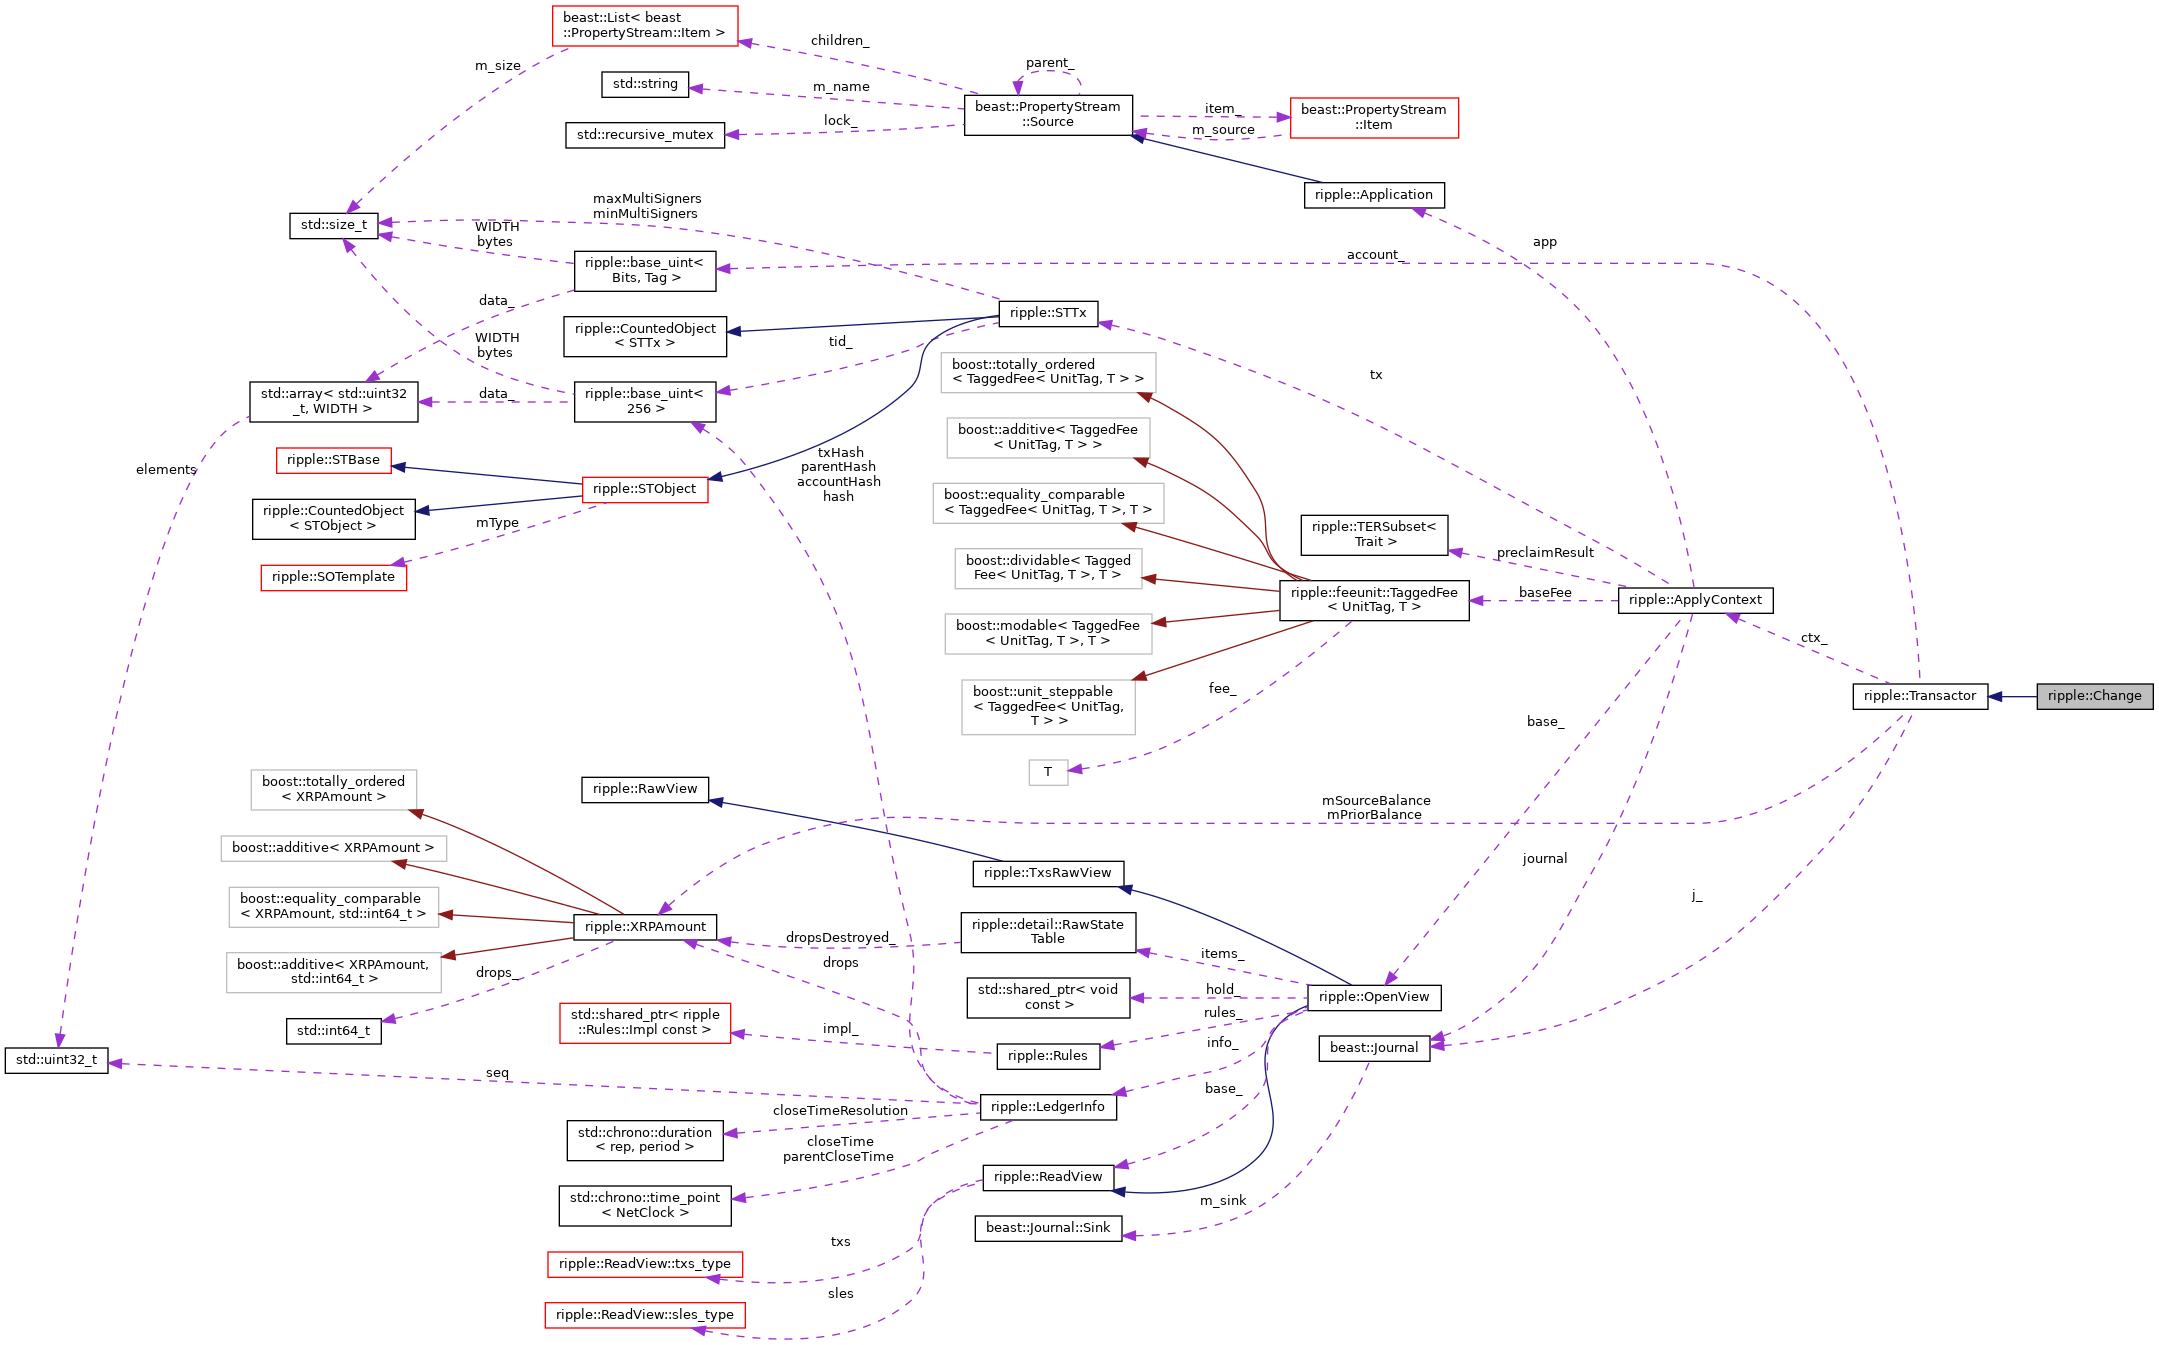 beast::List< beast
::PropertyStream::Item >
children_
parent_
m_size
std::string
m_name
beast::PropertyStream
::Source
item_
beast::PropertyStream
::Item
m_source
std::recursive_mutex
lock_
ripple::Application
maxMultiSigners
minMultiSigners
std::size_t
WIDTH
bytes
app
account_
ripple::base_uint<
Bits, Tag >
data_
ripple::STTx
ripple::CountedObject
< STTx >
WIDTH
bytes
tid_
boost::totally_ordered
< TaggedFee< UnitTag, T > >
tx
std::array< std::uint32
_t, WIDTH >
data_
ripple::base_uint<
256 >
boost::additive< TaggedFee
< UnitTag, T > >
elements
ripple::STBase
txHash
parentHash
accountHash
hash
ripple::STObject
boost::equality_comparable
< TaggedFee< UnitTag, T >, T >
ripple::CountedObject
< STObject >
mType
ripple::TERSubset<
Trait >
preclaimResult
boost::dividable< Tagged
Fee< UnitTag, T >, T >
ripple::SOTemplate
ripple::feeunit::TaggedFee
< UnitTag, T >
baseFee
ripple::ApplyContext
boost::modable< TaggedFee
< UnitTag, T >, T >
ctx_
boost::unit_steppable
< TaggedFee< UnitTag,
T > >
fee_
ripple::Transactor
ripple::Change
base_
T
boost::totally_ordered
< XRPAmount >
ripple::RawView
mSourceBalance
mPriorBalance
boost::additive< XRPAmount >
journal
ripple::TxsRawView
boost::equality_comparable
< XRPAmount, std::int64_t >
j_
ripple::XRPAmount
dropsDestroyed_
ripple::detail::RawState
Table
items_
boost::additive< XRPAmount,
std::int64_t >
drops_
drops
std::shared_ptr< void
const >
hold_
ripple::OpenView
rules_
std::int64_t
std::shared_ptr< ripple
::Rules::Impl const >
impl_
ripple::Rules
info_
beast::Journal
std::uint32_t
seq
base_
ripple::LedgerInfo
closeTimeResolution
std::chrono::duration
< rep, period >
closeTime
parentCloseTime
ripple::ReadView
std::chrono::time_point
< NetClock >
m_sink
beast::Journal::Sink
txs
ripple::ReadView::txs_type
sles
ripple::ReadView::sles_type